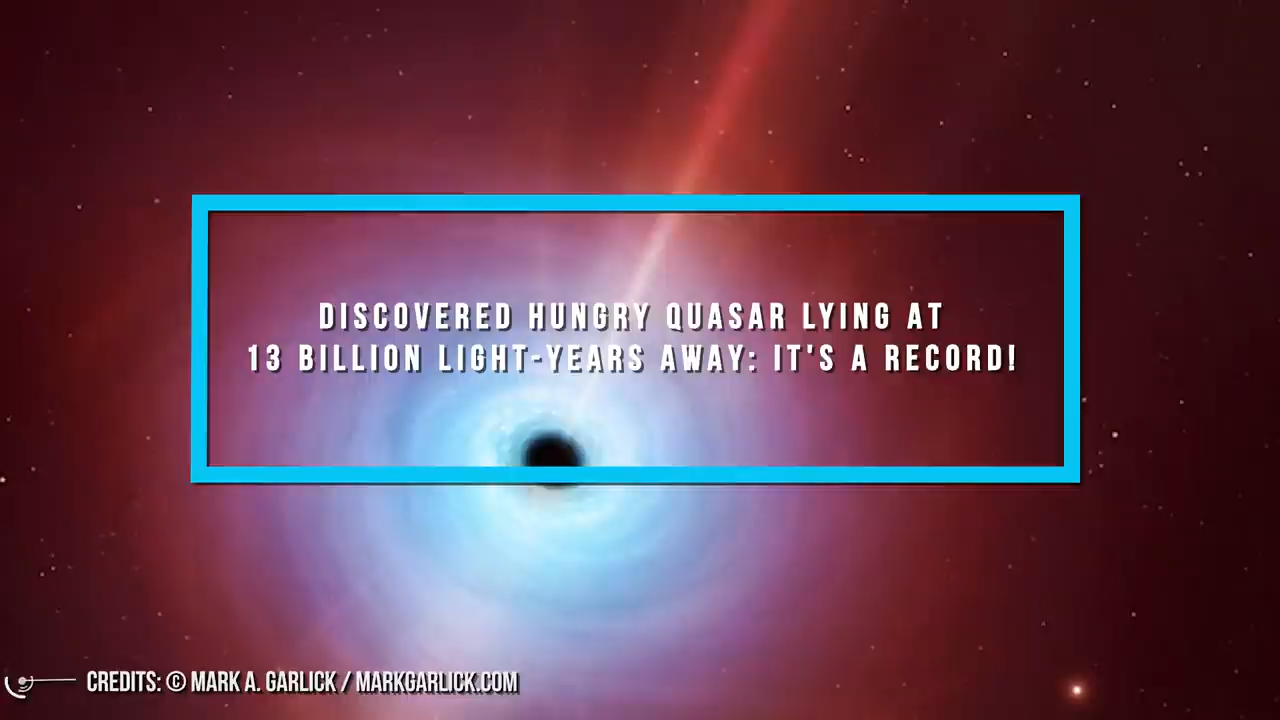 DISCOVERED HUNGRY QUASAR LYING AT
13 BILLION LIGHT-YEARS AWAY: IT'S A RECORD!
CREDITS: © MARK A. GARLICK / MARKGARLICK.COM